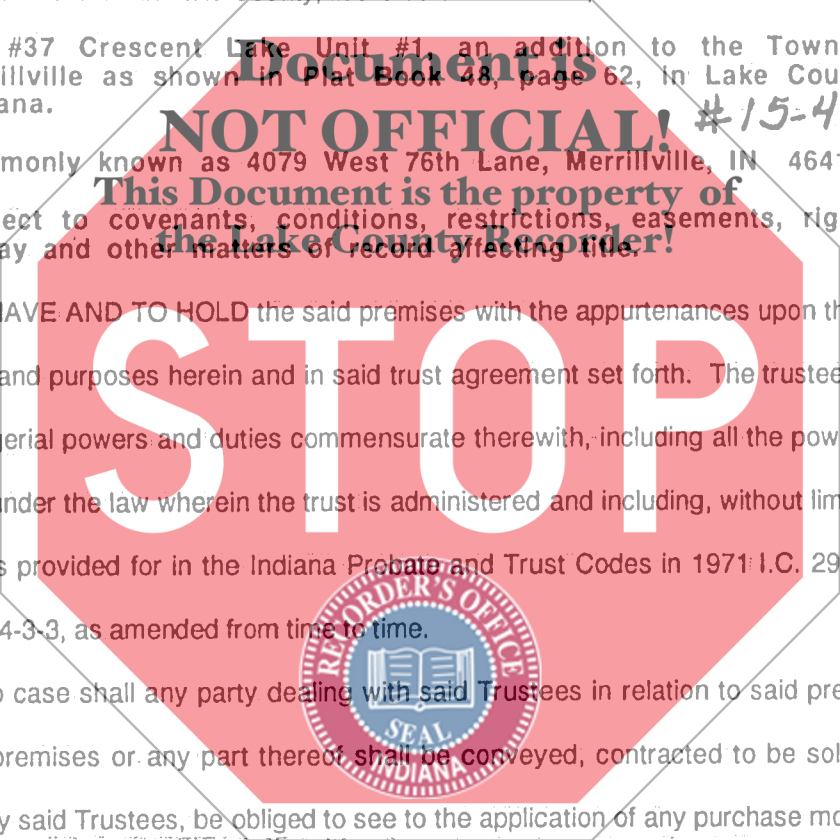 #37 Crescent Lake Unit #1, an addition to the Town
illville as shown in Plat Book 48, page 62, in Lake Cou
ana.
#15-4
monly known as 4079 West 76th Lane, Merrillville, IN 464
ect to covenants, conditions, restrictions, easements, rig
ay and other matters of record affecting title.
Document is
NOT OFFICIAL!
This Document is the property of
the Lake County Recorder!
AVE AND TO HOLD the said premises with the appurtenances upon th
and purposes herein and in said trust agreement set forth. The trustee
gerial powers and duties commensurate therewith, including all the pow
under the law wherein the trust is administered and including, without lim
s provided for in the Indiana Probate and Trust Codes in 1971 I.C. 29
4-3-3, as amended from time to time.
o case shall any party dealing with said Trustees in relation to said pre
premises or any part thereof shall be conveyed, contracted to be sol
y said Trustees, be obliged to see to the application of any purchase m
STOP
RECORDER'S OFFICE
SEAL
INDIANA